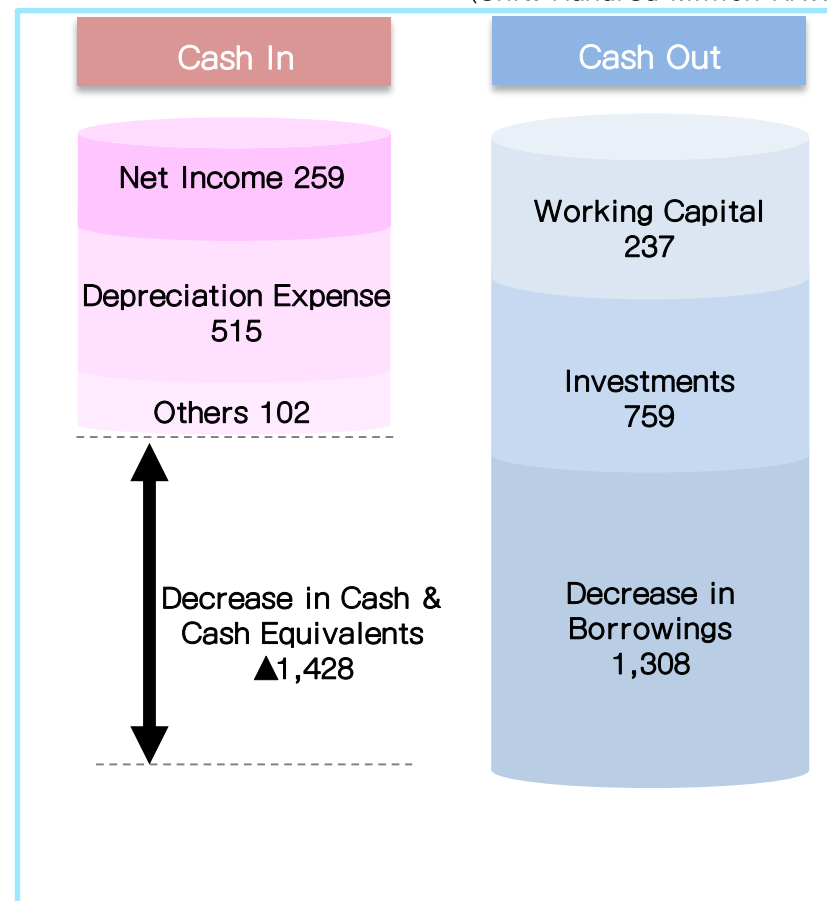 Cash In
Cash Out
Net Income 259
Depreciation Expense
515
Others 102
Decrease in Cash &
Cash Equivalents
▲1,428
Working Capital
237
Investments
759
Decrease in
Borrowings
1,308